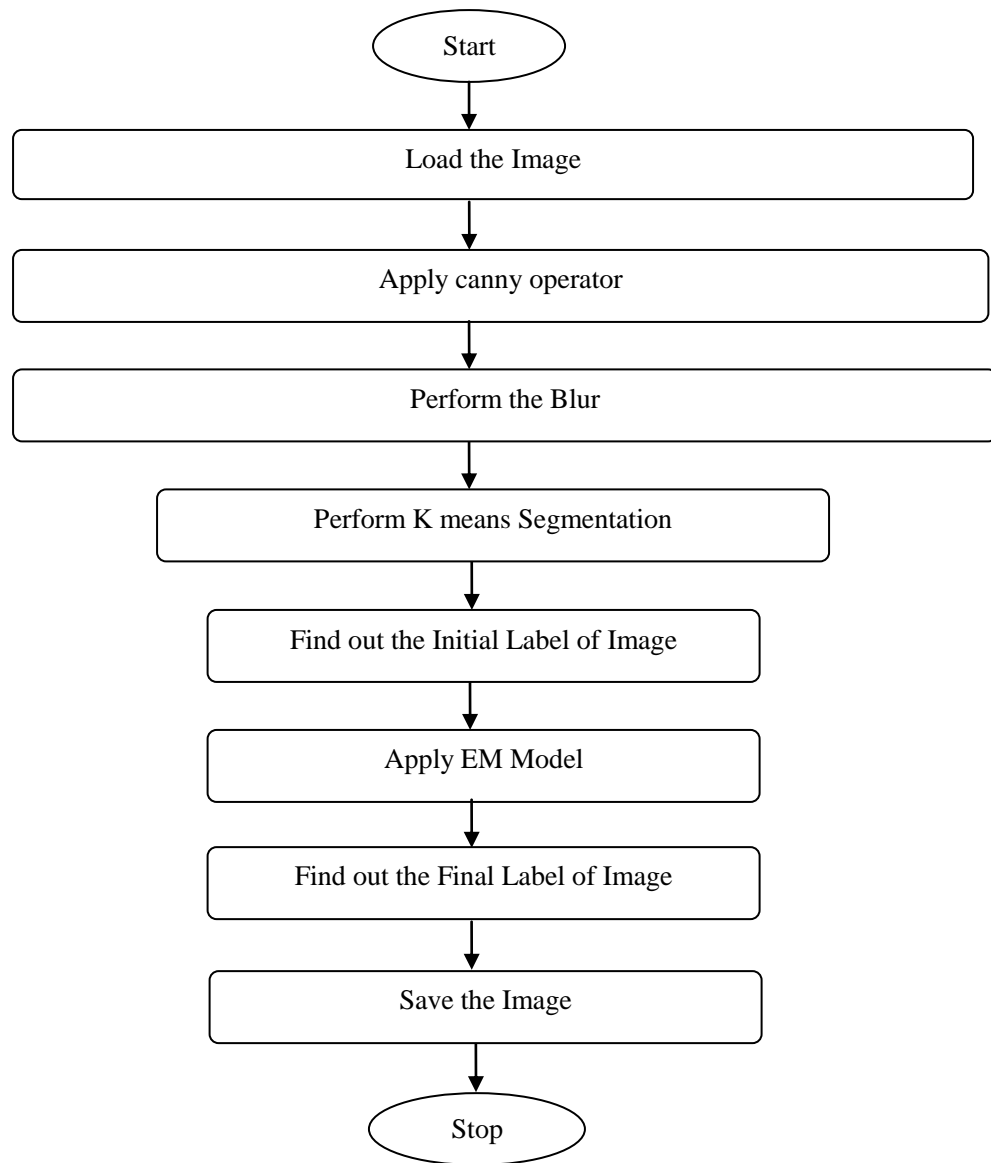 Start
Load the Image
Apply canny operator
Perform the Blur
Perform K means Segmentation
Find out the Initial Label of Image
Apply EM Model
Find out the Final Label of Image
Save the Image
Stop